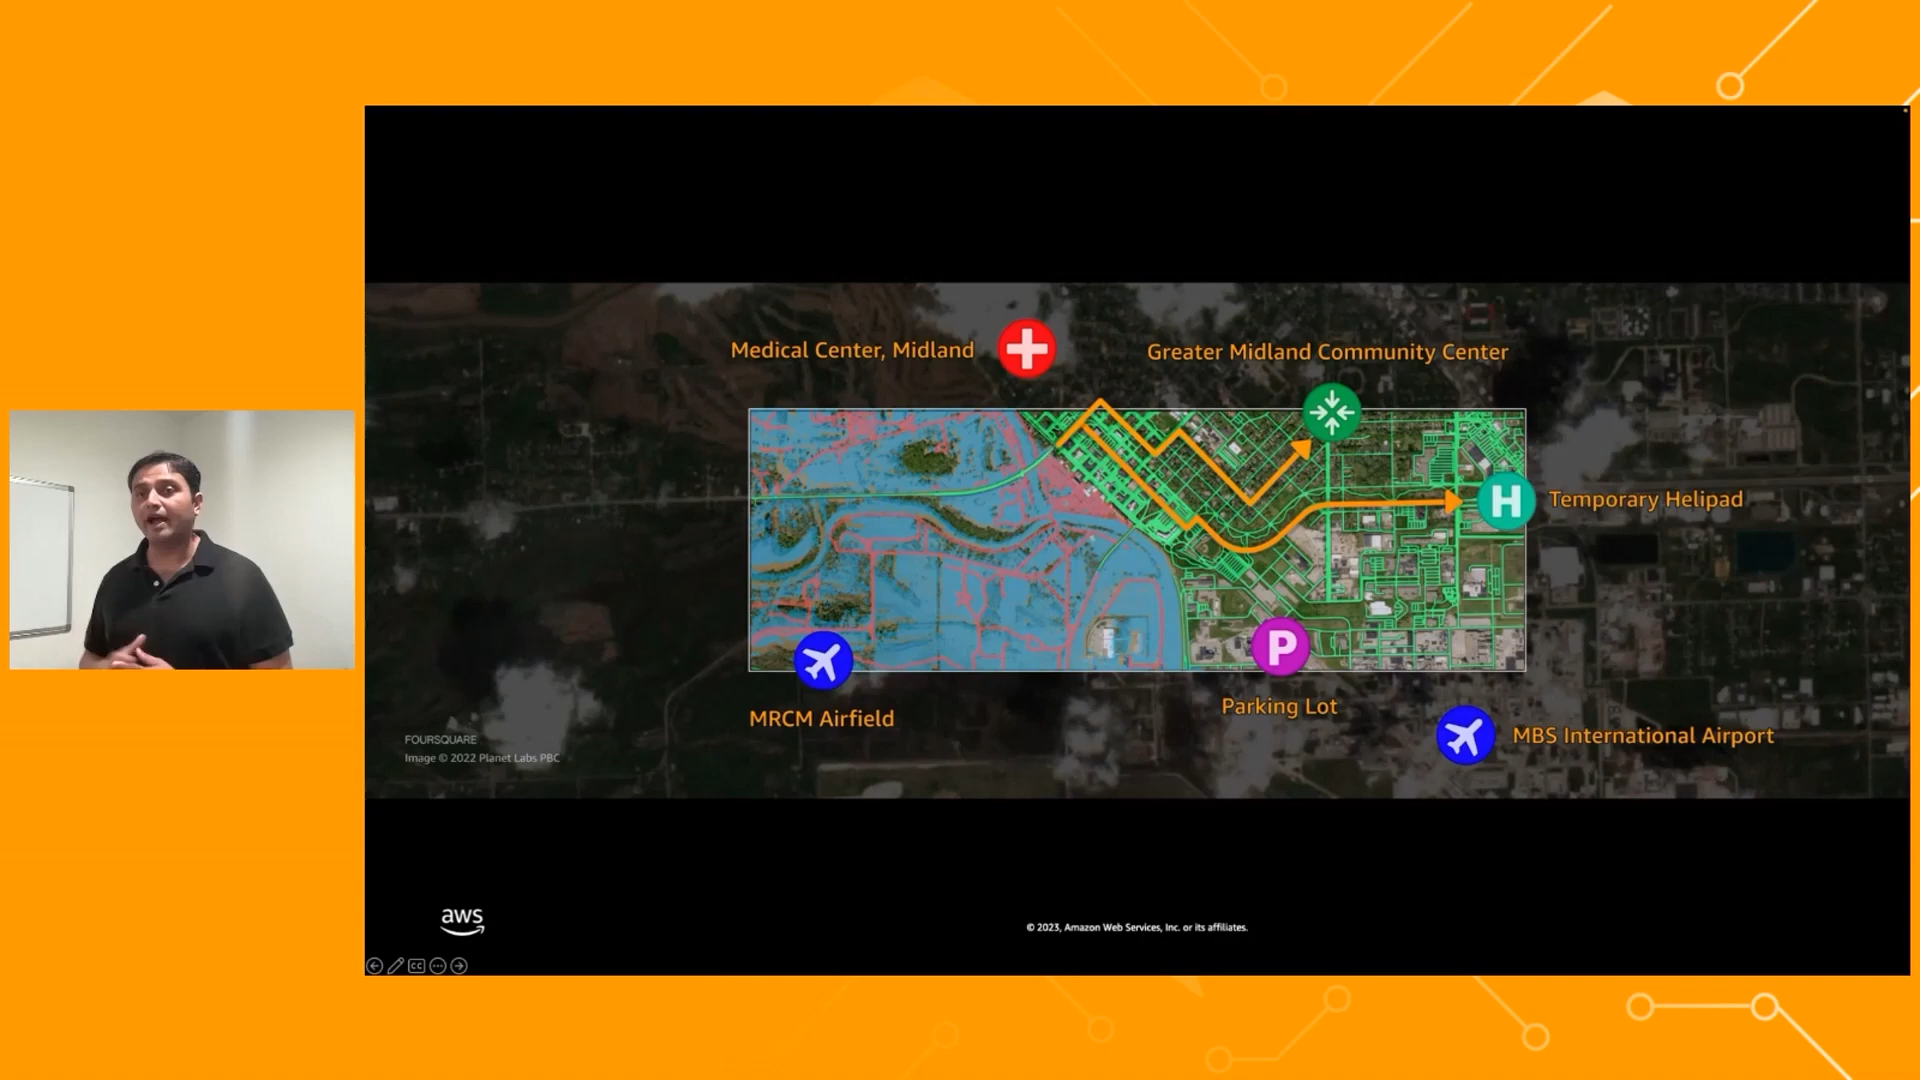 Medical Center, Midland
Greater Midland Community Center
H
Temporary Helipad
P
MRCM Airfield
Parking Lot
MBS International Airport
FOURSQUARE
Image © 2022 Planet Labs PBC
aws
© 2023, Amazon Web Services, Inc. or its affiliates.
CC